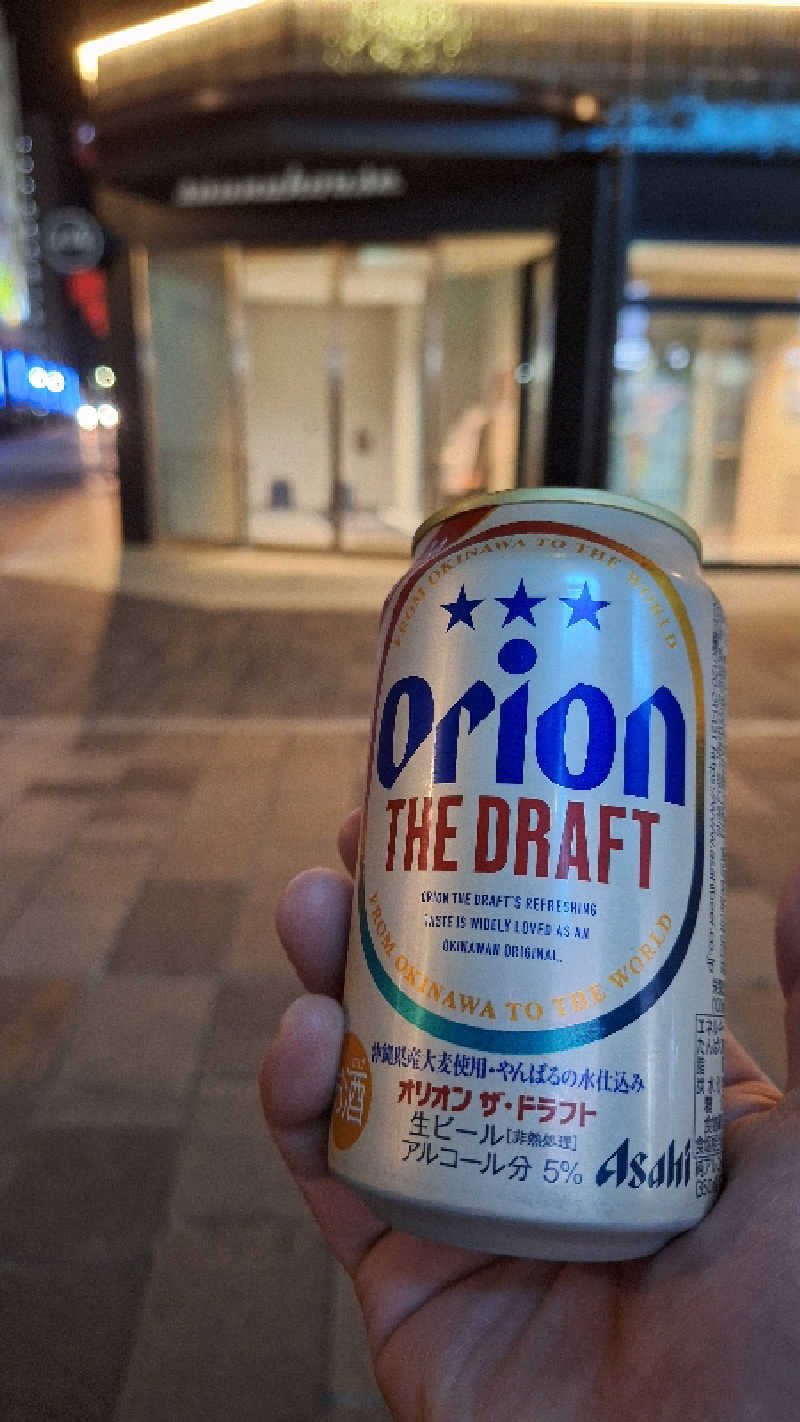 FROM OKINAWA TO THE WORLD
orion
THE DRAFT
ORION THE DRAFT'S REFRESHING
TASTE IS WIDELY LOVED AS AN
OKINAWAN ORIGINAL.
FROM OKINAWA TO THE WORLD
沖縄県産大麦使用・やんばるの水仕込み
オリオン ザ・ドラフト
生ビール[非熱処理]
アルコール分 5%
Asahi
酒